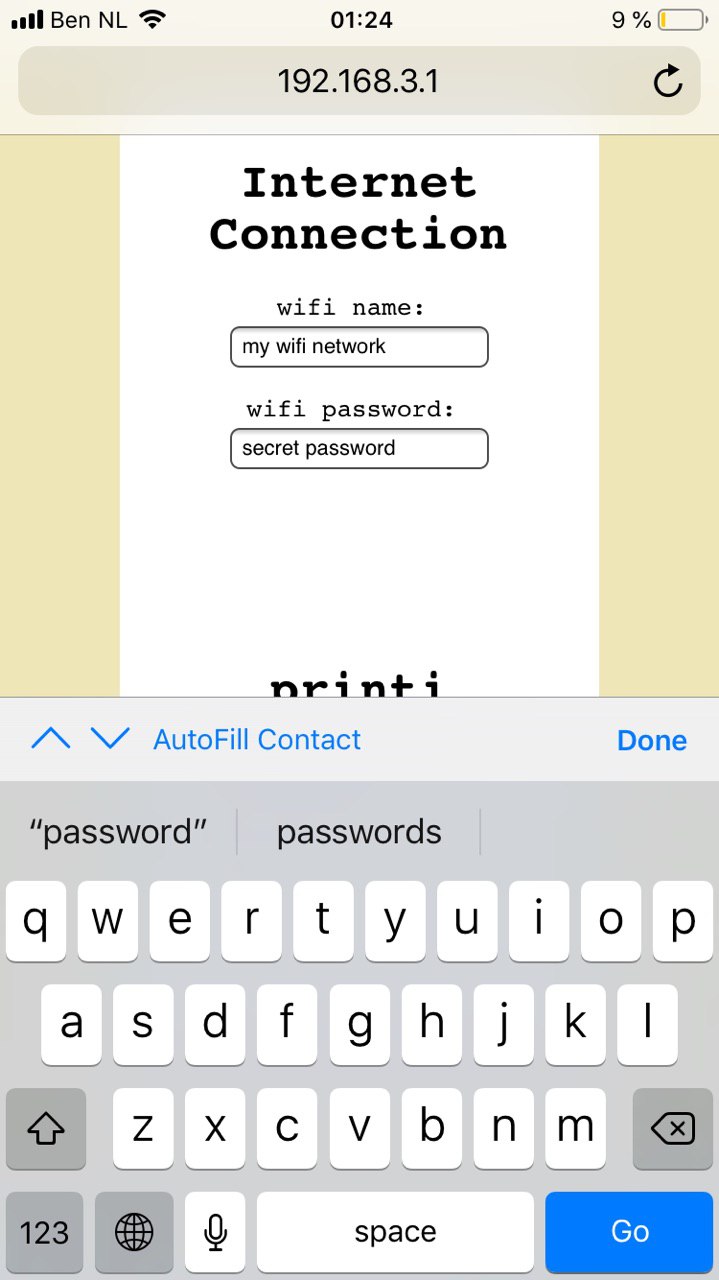 Ben NL 01:24 9 %
192.168.3.1
Internet
Connection
wifi name:
my wifi network
wifi password:
secret password
printi
AutoFill Contact Done
“password” passwords
q w e r t y u i o p
a s d f g h j k l
z x c v b n m
123 space Go